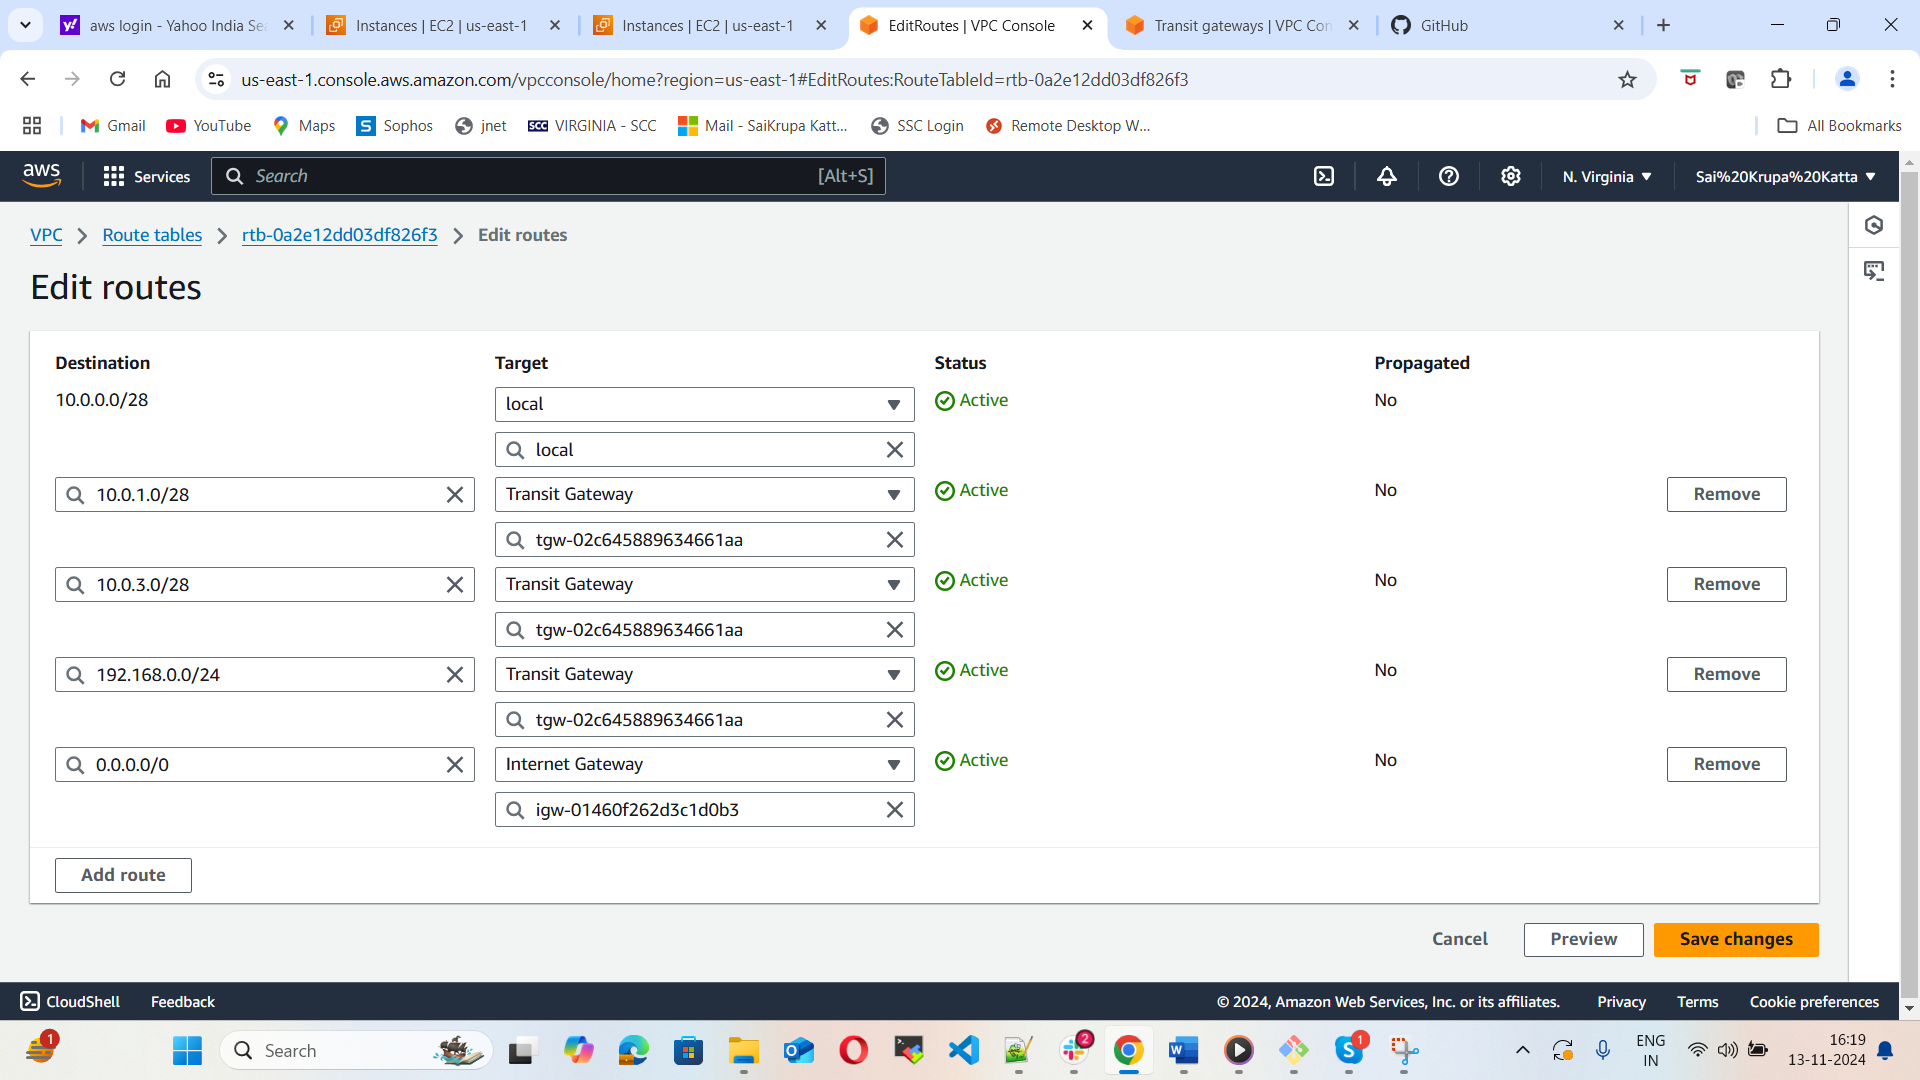 aws login - Yahoo India Sea
Instances | EC2 | us-east-1
Instances | EC2 | us-east-1
EditRoutes | VPC Console
Transit gateways | VPC Con
GitHub
us-east-1.console.aws.amazon.com/vpcconsole/home?region=us-east-1#EditRoutes:RouteTableId=rtb-0a2e12dd03df826f3
Gmail YouTube Maps Sophos jnet VIRGINIA - SCC Mail - SaiKrupa Katt... SSC Login Remote Desktop W... All Bookmarks
aws Services Search [Alt+S] N. Virginia Sai%20Krupa%20Katta
VPC Route tables rtb-0a2e12dd03df826f3 Edit routes
Edit routes
Destination Target Status Propagated
10.0.0.0/28 local Active No
local
10.0.1.0/28 Transit Gateway Active No Remove
tgw-02c645889634661aa
10.0.3.0/28 Transit Gateway Active No Remove
tgw-02c645889634661aa
192.168.0.0/24 Transit Gateway Active No Remove
tgw-02c645889634661aa
0.0.0.0/0 Internet Gateway Active No Remove
igw-01460f262d3c1d0b3
Add route
Cancel Preview Save changes
CloudShell Feedback © 2024, Amazon Web Services, Inc. or its affiliates. Privacy Terms Cookie preferences
1 Search 2 1 ENG 16:19
IN 13-11-2024